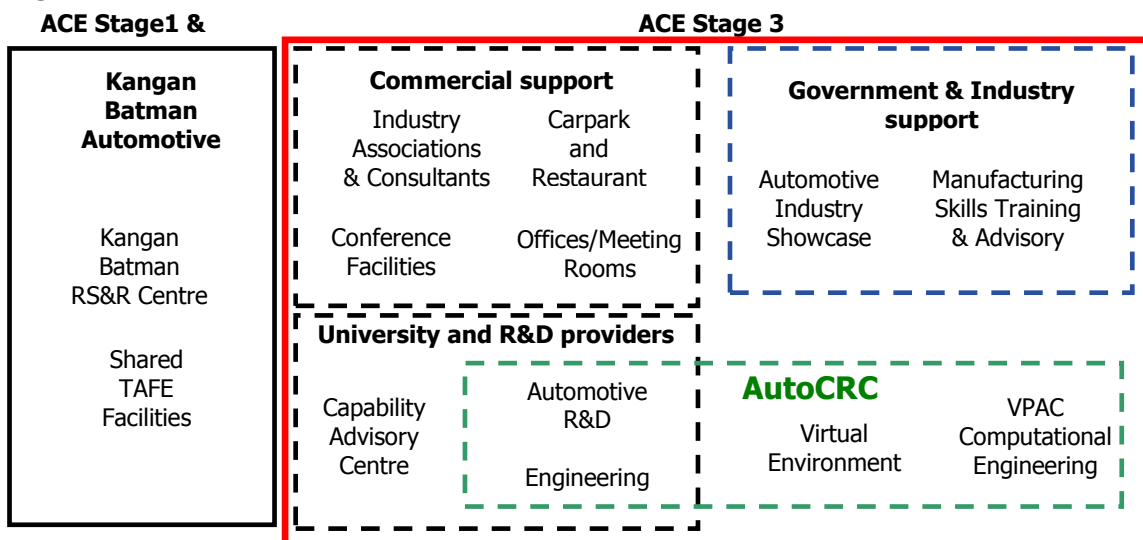 ACE Stage1 &
ACE Stage 3
Kangan
Batman
Automotive
Kangan
Batman
RS&R Centre
Shared
TAFE
Facilities
Commercial support
Industry
Associations
& Consultants
Carpark
and
Restaurant
Conference
Facilities
Offices/Meeting
Rooms
Government & Industry
support
Automotive
Industry
Showcase
Manufacturing
Skills Training
& Advisory
University and R&D providers
Capability
Advisory
Centre
Automotive
R&D
Engineering
AutoCRC
Virtual
Environment
VPAC
Computational
Engineering